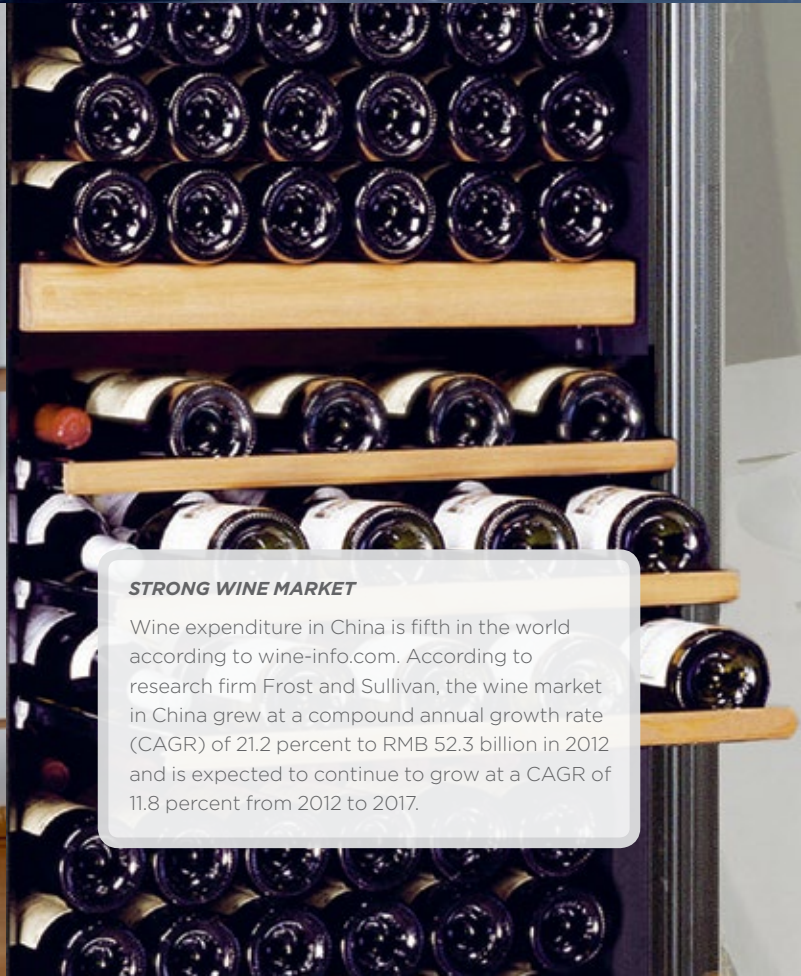 STRONG WINE MARKET
Wine expenditure in China is fifth in the world
according to wine-info.com. According to
research firm Frost and Sullivan, the wine market
in China grew at a compound annual growth rate
(CAGR) of 21.2 percent to RMB 52.3 billion in 2012
and is expected to continue to grow at a CAGR of
11.8 percent from 2012 to 2017.